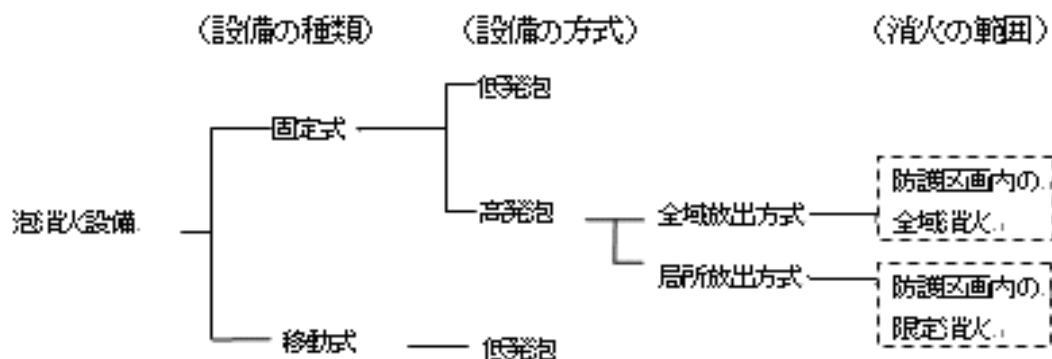 (設備の種類) (設備の方式) (消火の範囲)
低発泡
固定式
防護区画内の
高発泡 全域放出方式
泡消火設備
全域消火
局所放出方式
防護区画内の
限定消火
移動式 低発泡